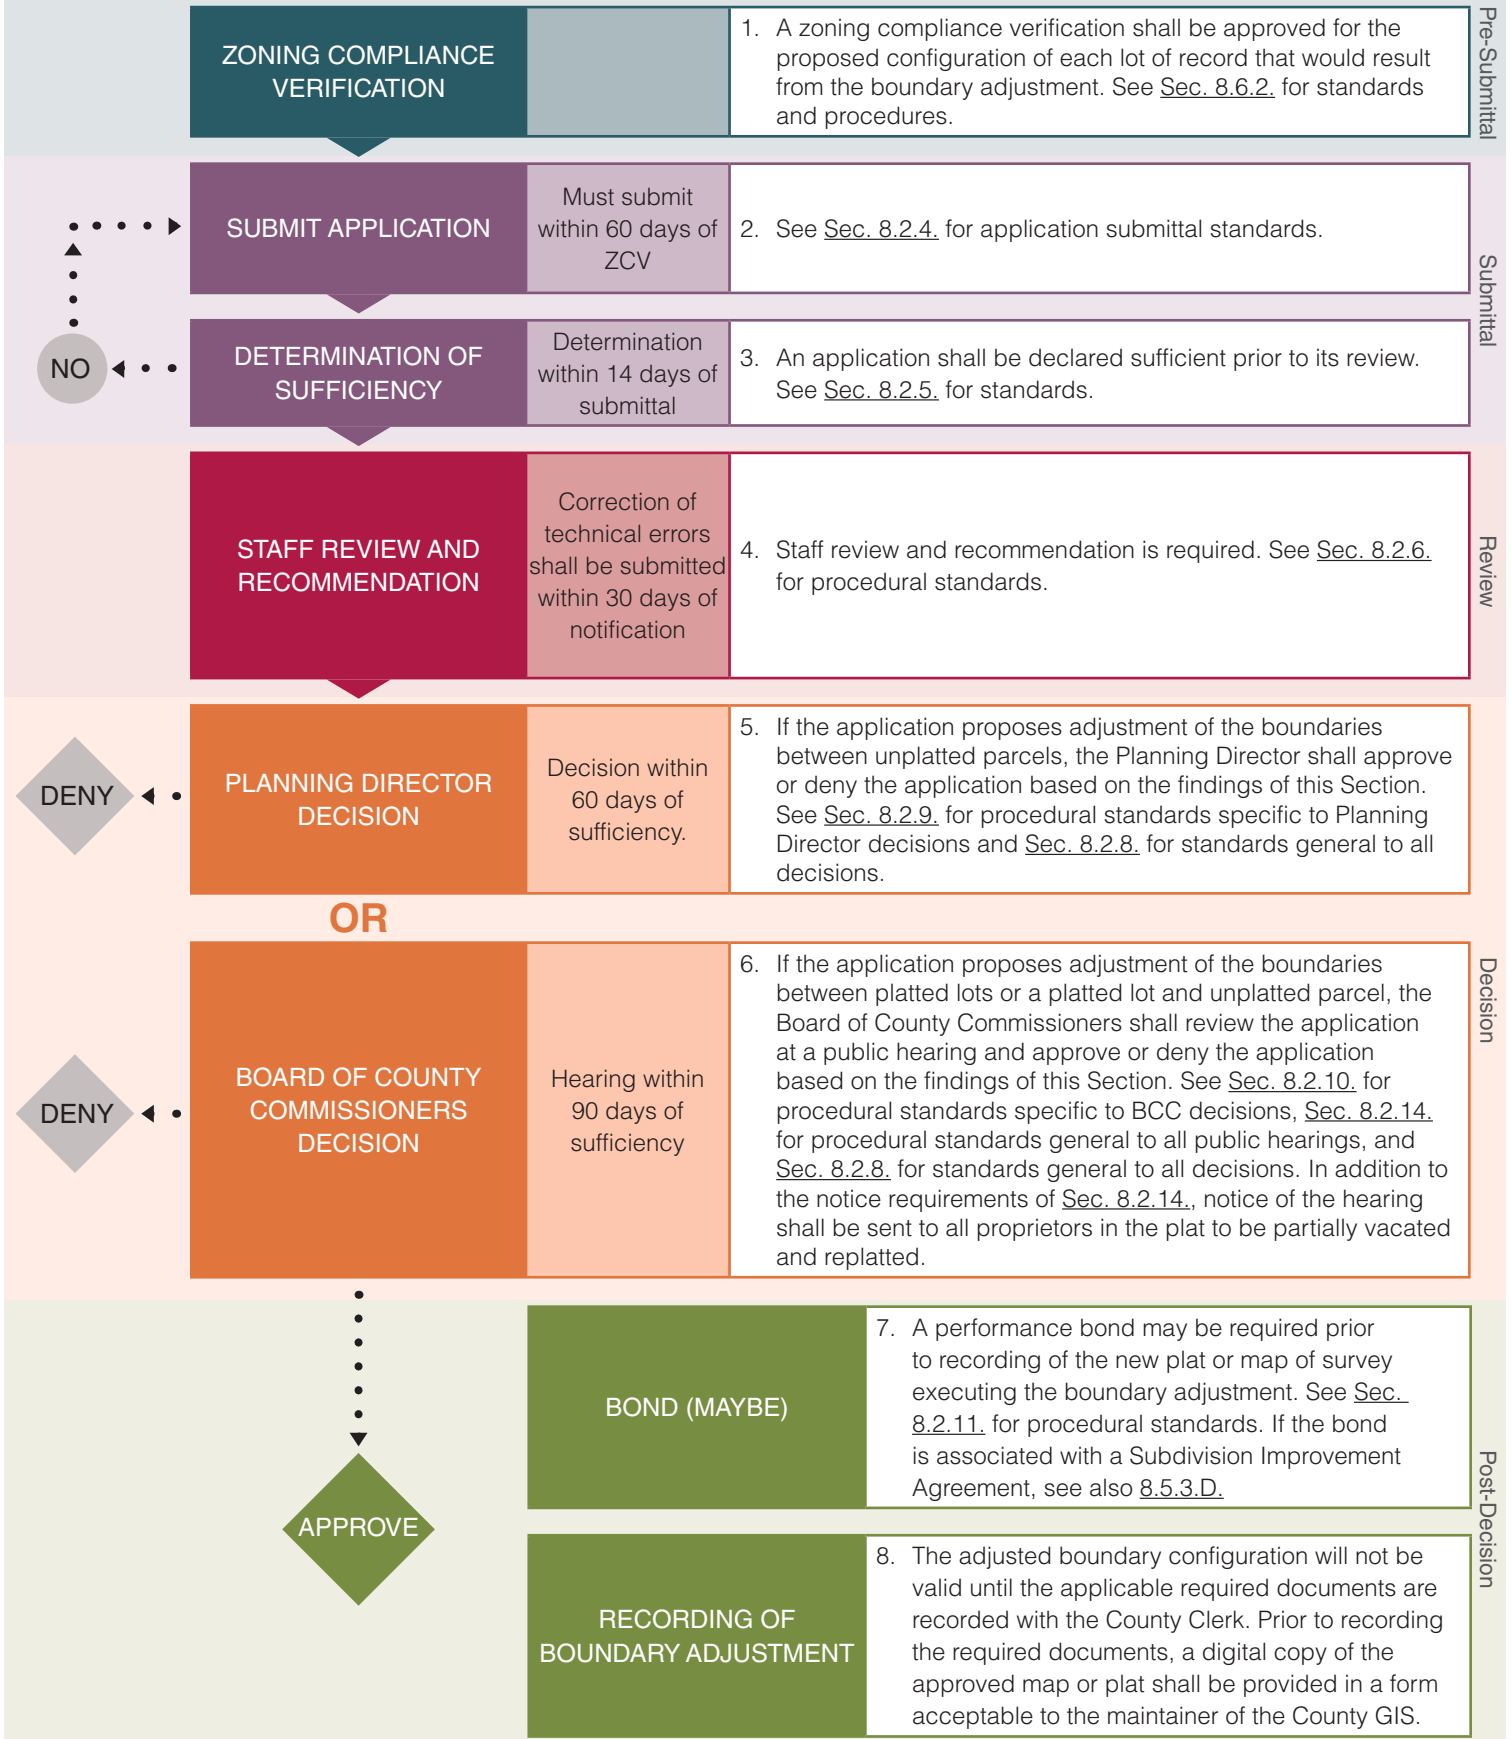 ZONING COMPLIANCE
VERIFICATION
1. A zoning compliance verification shall be approved for the
proposed configuration of each lot of record that would result
from the boundary adjustment. See Sec. 8.6.2. for standards
and procedures.
Pre-Submittal
SUBMIT APPLICATION
Must submit
within 60 days of
ZCV
2. See Sec. 8.2.4. for application submittal standards.
Submittal
NO
DETERMINATION OF
SUFFICIENCY
Determination
within 14 days of
submittal
3. An application shall be declared sufficient prior to its review.
See Sec. 8.2.5. for standards.
STAFF REVIEW AND
RECOMMENDATION
Correction of
technical errors
shall be submitted
within 30 days of
notification
4. Staff review and recommendation is required. See Sec. 8.2.6.
for procedural standards.
Review
DENY
PLANNING DIRECTOR
DECISION
Decision within
60 days of
sufficiency.
5. If the application proposes adjustment of the boundaries
between unplatted parcels, the Planning Director shall approve
or deny the application based on the findings of this Section.
See Sec. 8.2.9. for procedural standards specific to Planning
Director decisions and Sec. 8.2.8. for standards general to all
decisions.
OR
Decision
DENY
BOARD OF COUNTY
COMMISSIONERS
DECISION
Hearing within
90 days of
sufficiency
6. If the application proposes adjustment of the boundaries
between platted lots or a platted lot and unplatted parcel, the
Board of County Commissioners shall review the application
at a public hearing and approve or deny the application
based on the findings of this Section. See Sec. 8.2.10. for
procedural standards specific to BCC decisions, Sec. 8.2.14.
for procedural standards general to all public hearings, and
Sec. 8.2.8. for standards general to all decisions. In addition to
the notice requirements of Sec. 8.2.14., notice of the hearing
shall be sent to all proprietors in the plat to be partially vacated
and replatted.
APPROVE
BOND (MAYBE)
7. A performance bond may be required prior
to recording of the new plat or map of survey
executing the boundary adjustment. See Sec.
8.2.11. for procedural standards. If the bond
is associated with a Subdivision Improvement
Agreement, see also 8.5.3.D.
Post-Decision
RECORDING OF
BOUNDARY ADJUSTMENT
8. The adjusted boundary configuration will not be
valid until the applicable required documents are
recorded with the County Clerk. Prior to recording
the required documents, a digital copy of the
approved map or plat shall be provided in a form
acceptable to the maintainer of the County GIS.